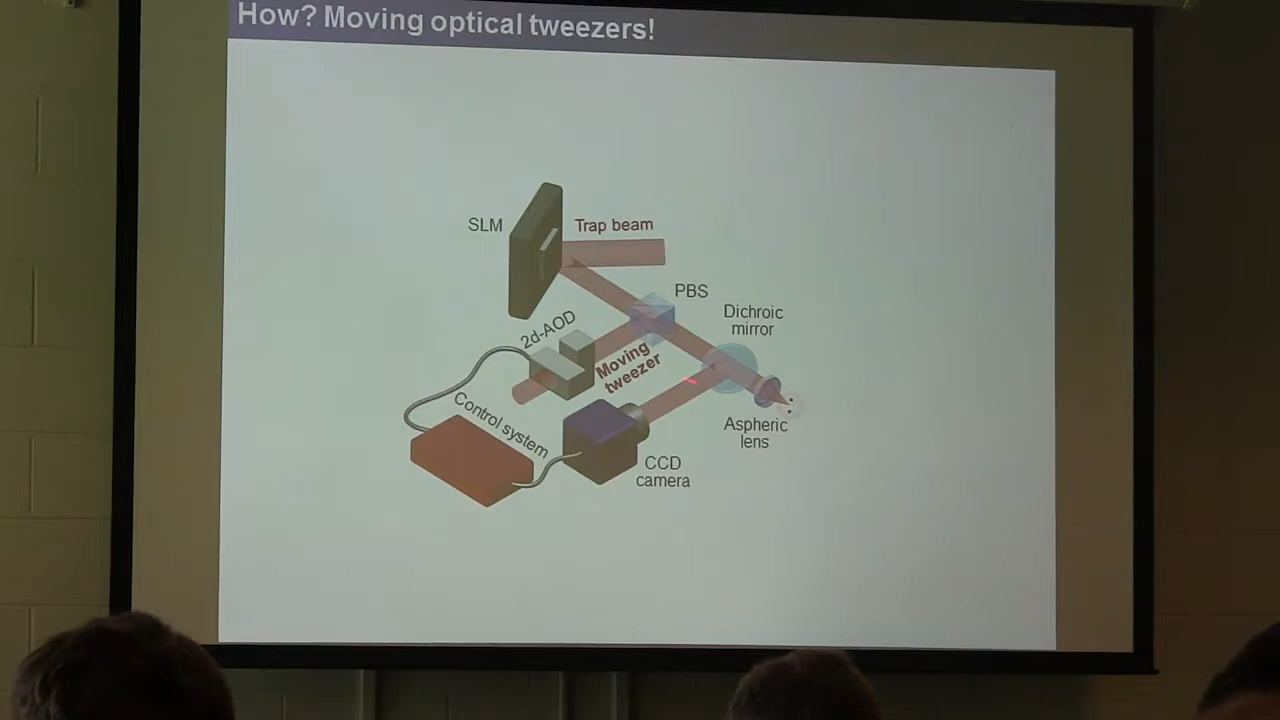 How? Moving optical tweezers!
SLM
Trap beam
PBS
Dichroic
mirror
2d-AOD
Moving
tweezer
Control system
Aspheric
lens
CCD
camera